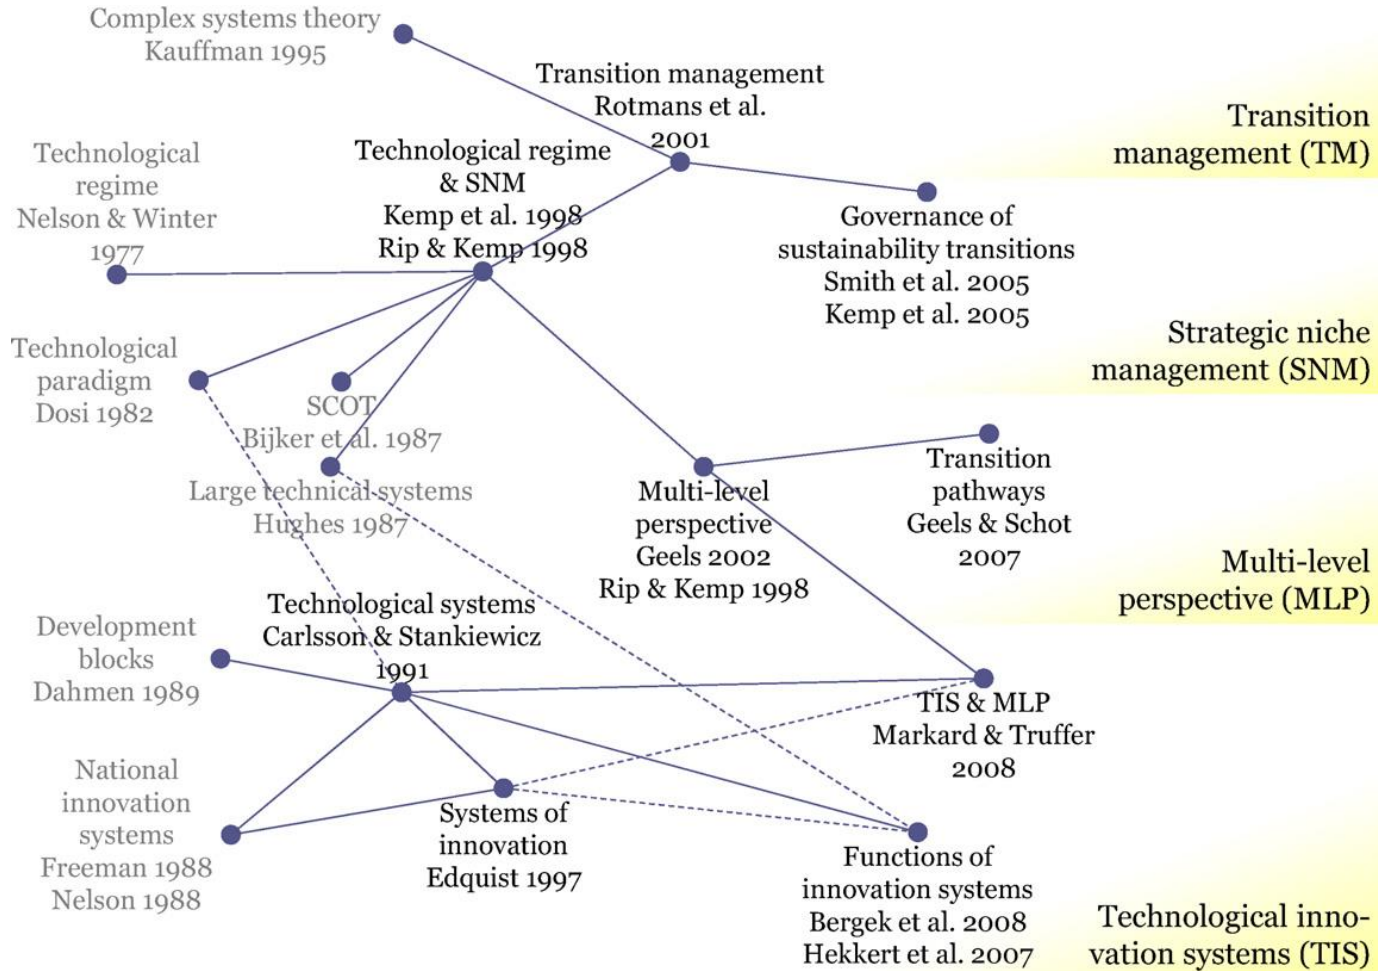 Complex systems theory
Kauffman 1995
Transition management
Rotmans et al.
2001
Transition
management (TM)
Technological
regime
Nelson & Winter
1977
Technological regime
& SNM
Kemp et al. 1998
Rip & Kemp 1998
Governance of
sustainability transitions
Smith et al. 2005
Kemp et al. 2005
Strategic niche
management (SNM)
Technological
paradigm
Dosi 1982
SCOT
Bijker et al. 1987
Large technical systems
Hughes 1987
Multi-level
perspective
Geels 2002
Rip & Kemp 1998
Transition
pathways
Geels & Schot
2007
Multi-level
perspective (MLP)
Technological systems
Carlsson & Stankiewicz
1991
Development
blocks
Dahmen 1989
TIS & MLP
Markard & Truffer
2008
National
innovation
systems
Freeman 1988
Nelson 1988
Systems of
innovation
Edquist 1997
Functions of
innovation systems
Bergek et al. 2008
Hekkert et al. 2007
Technological inno-
vation systems (TIS)